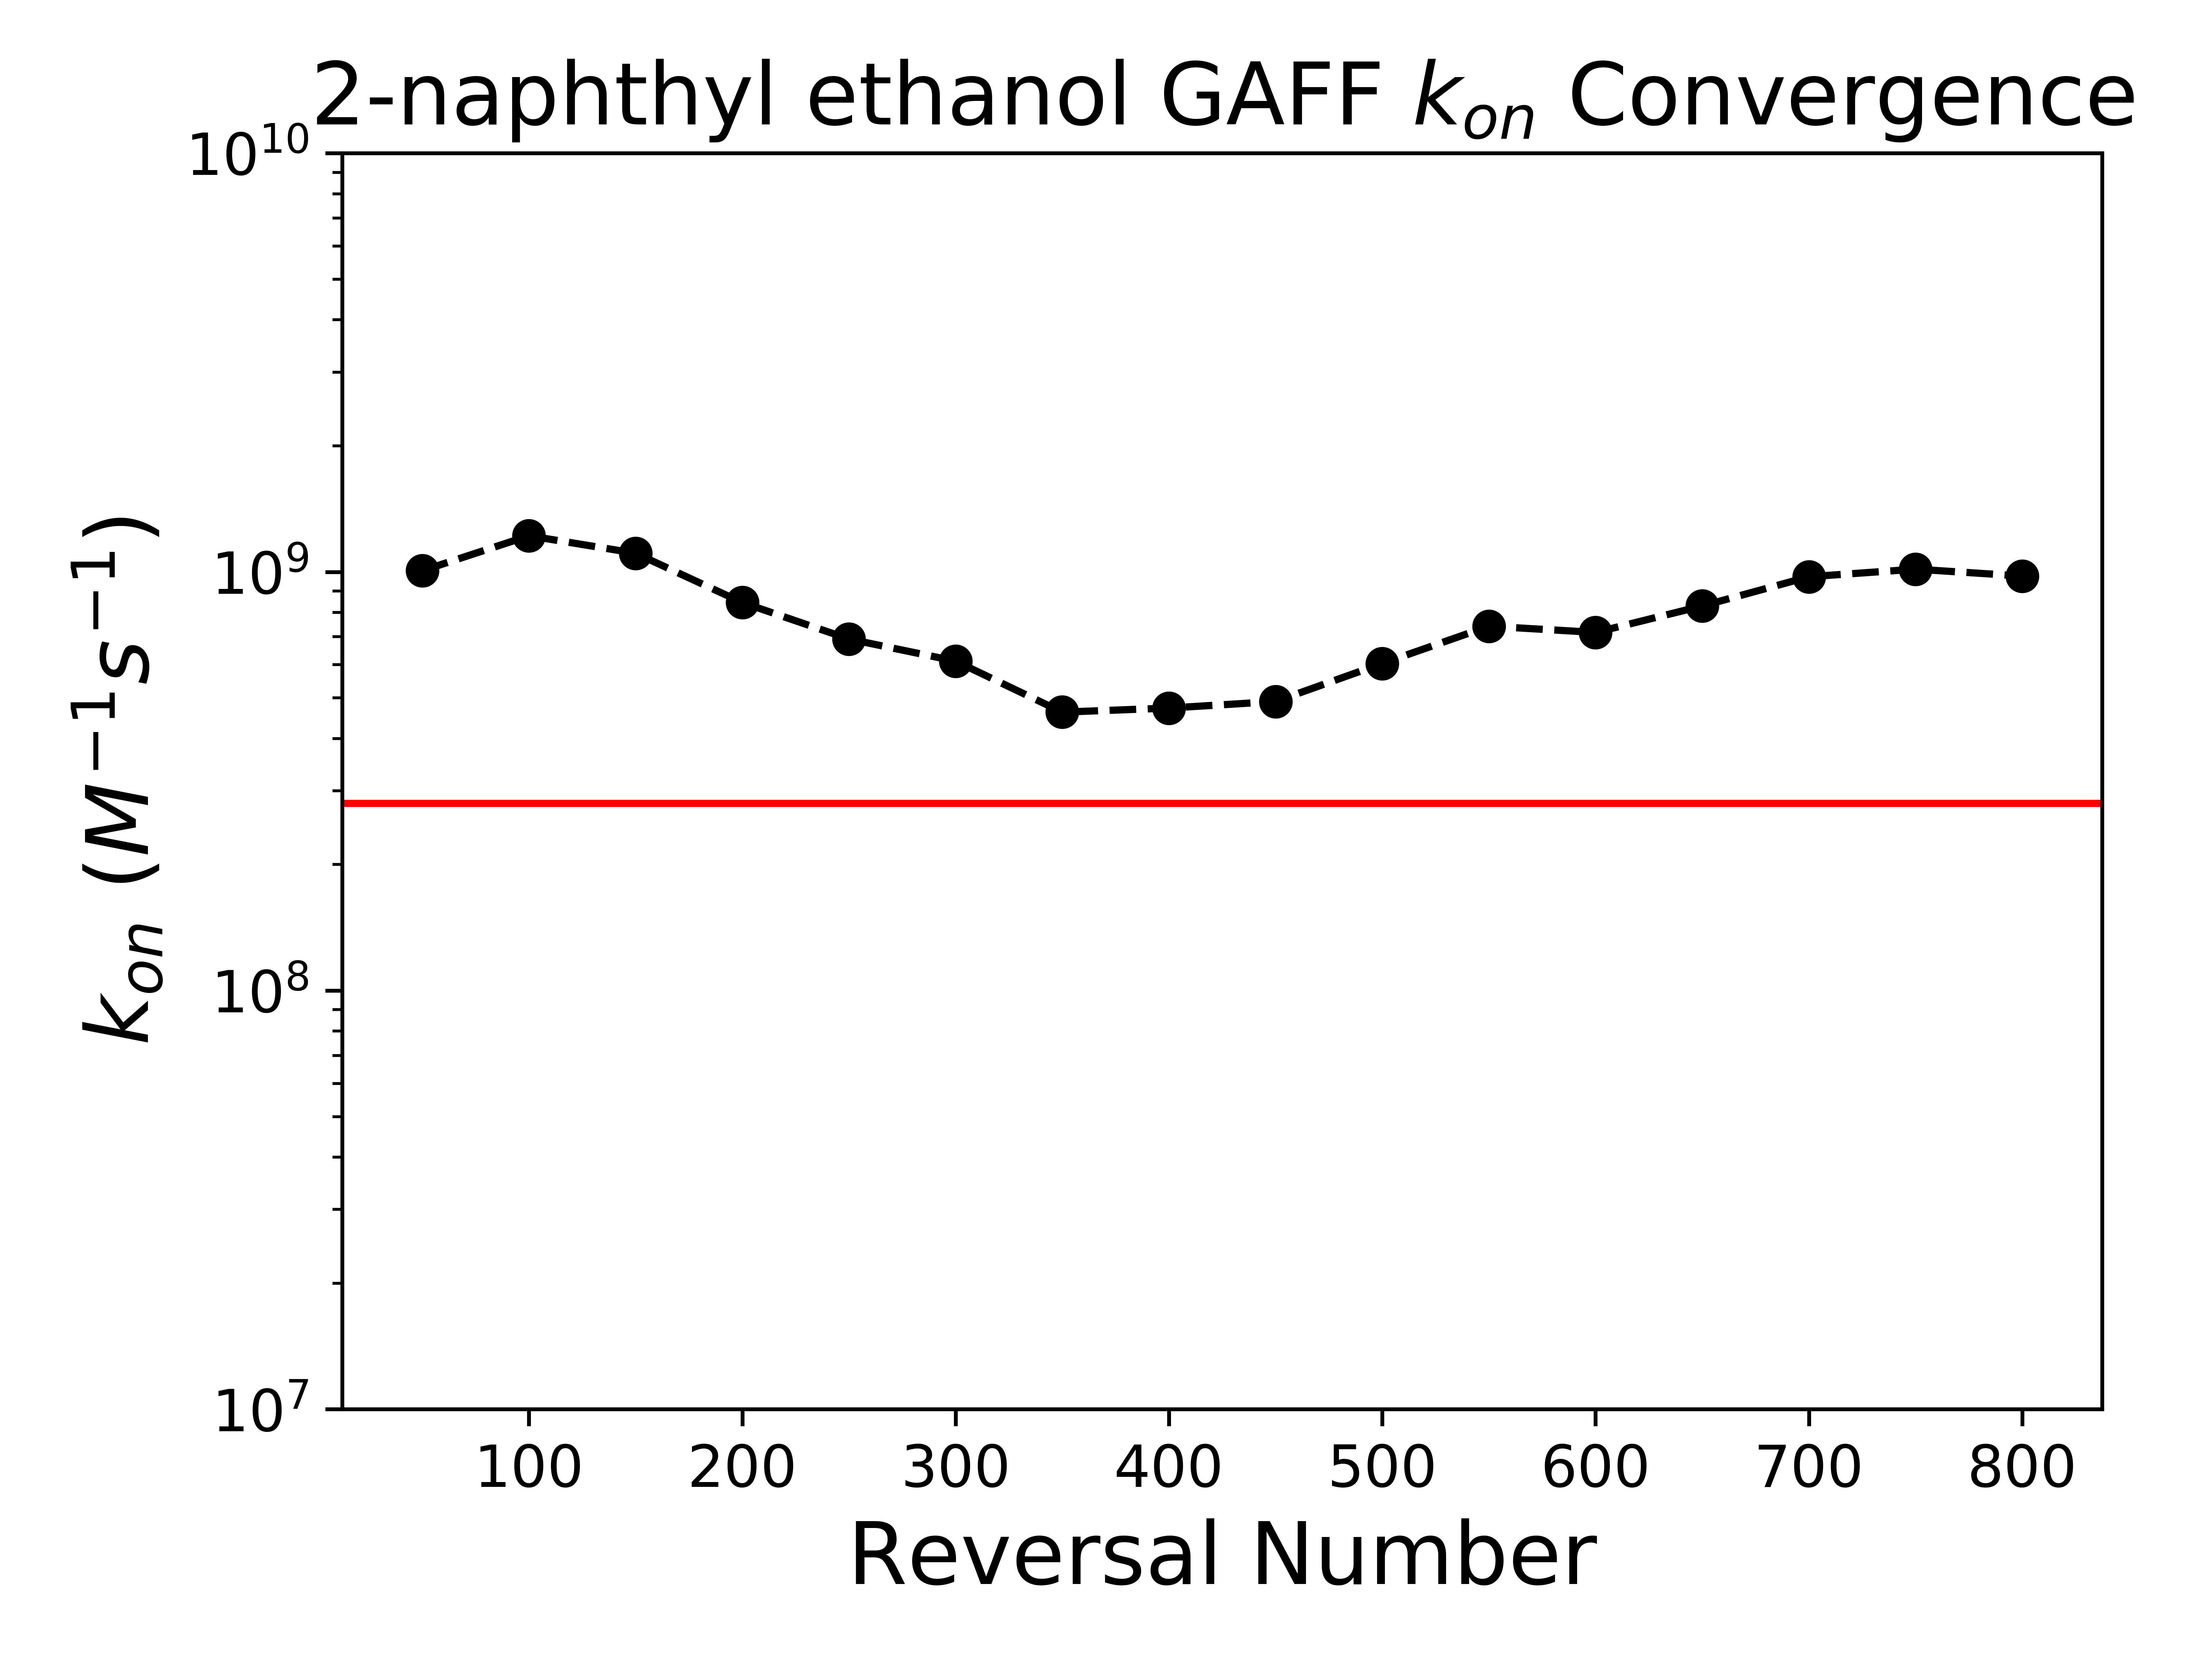 2-naphthyl ethanol GAFF k_on Convergence
10^10
10^9
10^8
10^7
k_on (M^−1s^−1)
100 200 300 400 500 600 700 800
Reversal Number